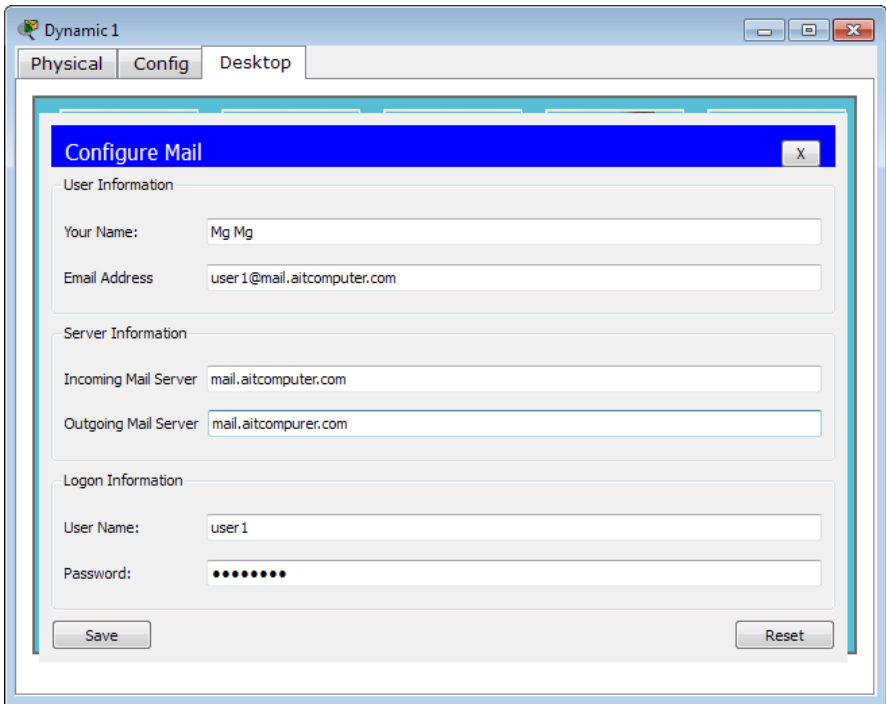 Dynamic 1
Physical Config Desktop
Configure Mail X
User Information
Your Name: Mg Mg
Email Address user1@mail.aitcomputer.com
Server Information
Incoming Mail Server mail.aitcomputer.com
Outgoing Mail Server mail.aitcompurer.com
Logon Information
User Name: user1
Password: ••••••••
Save Reset